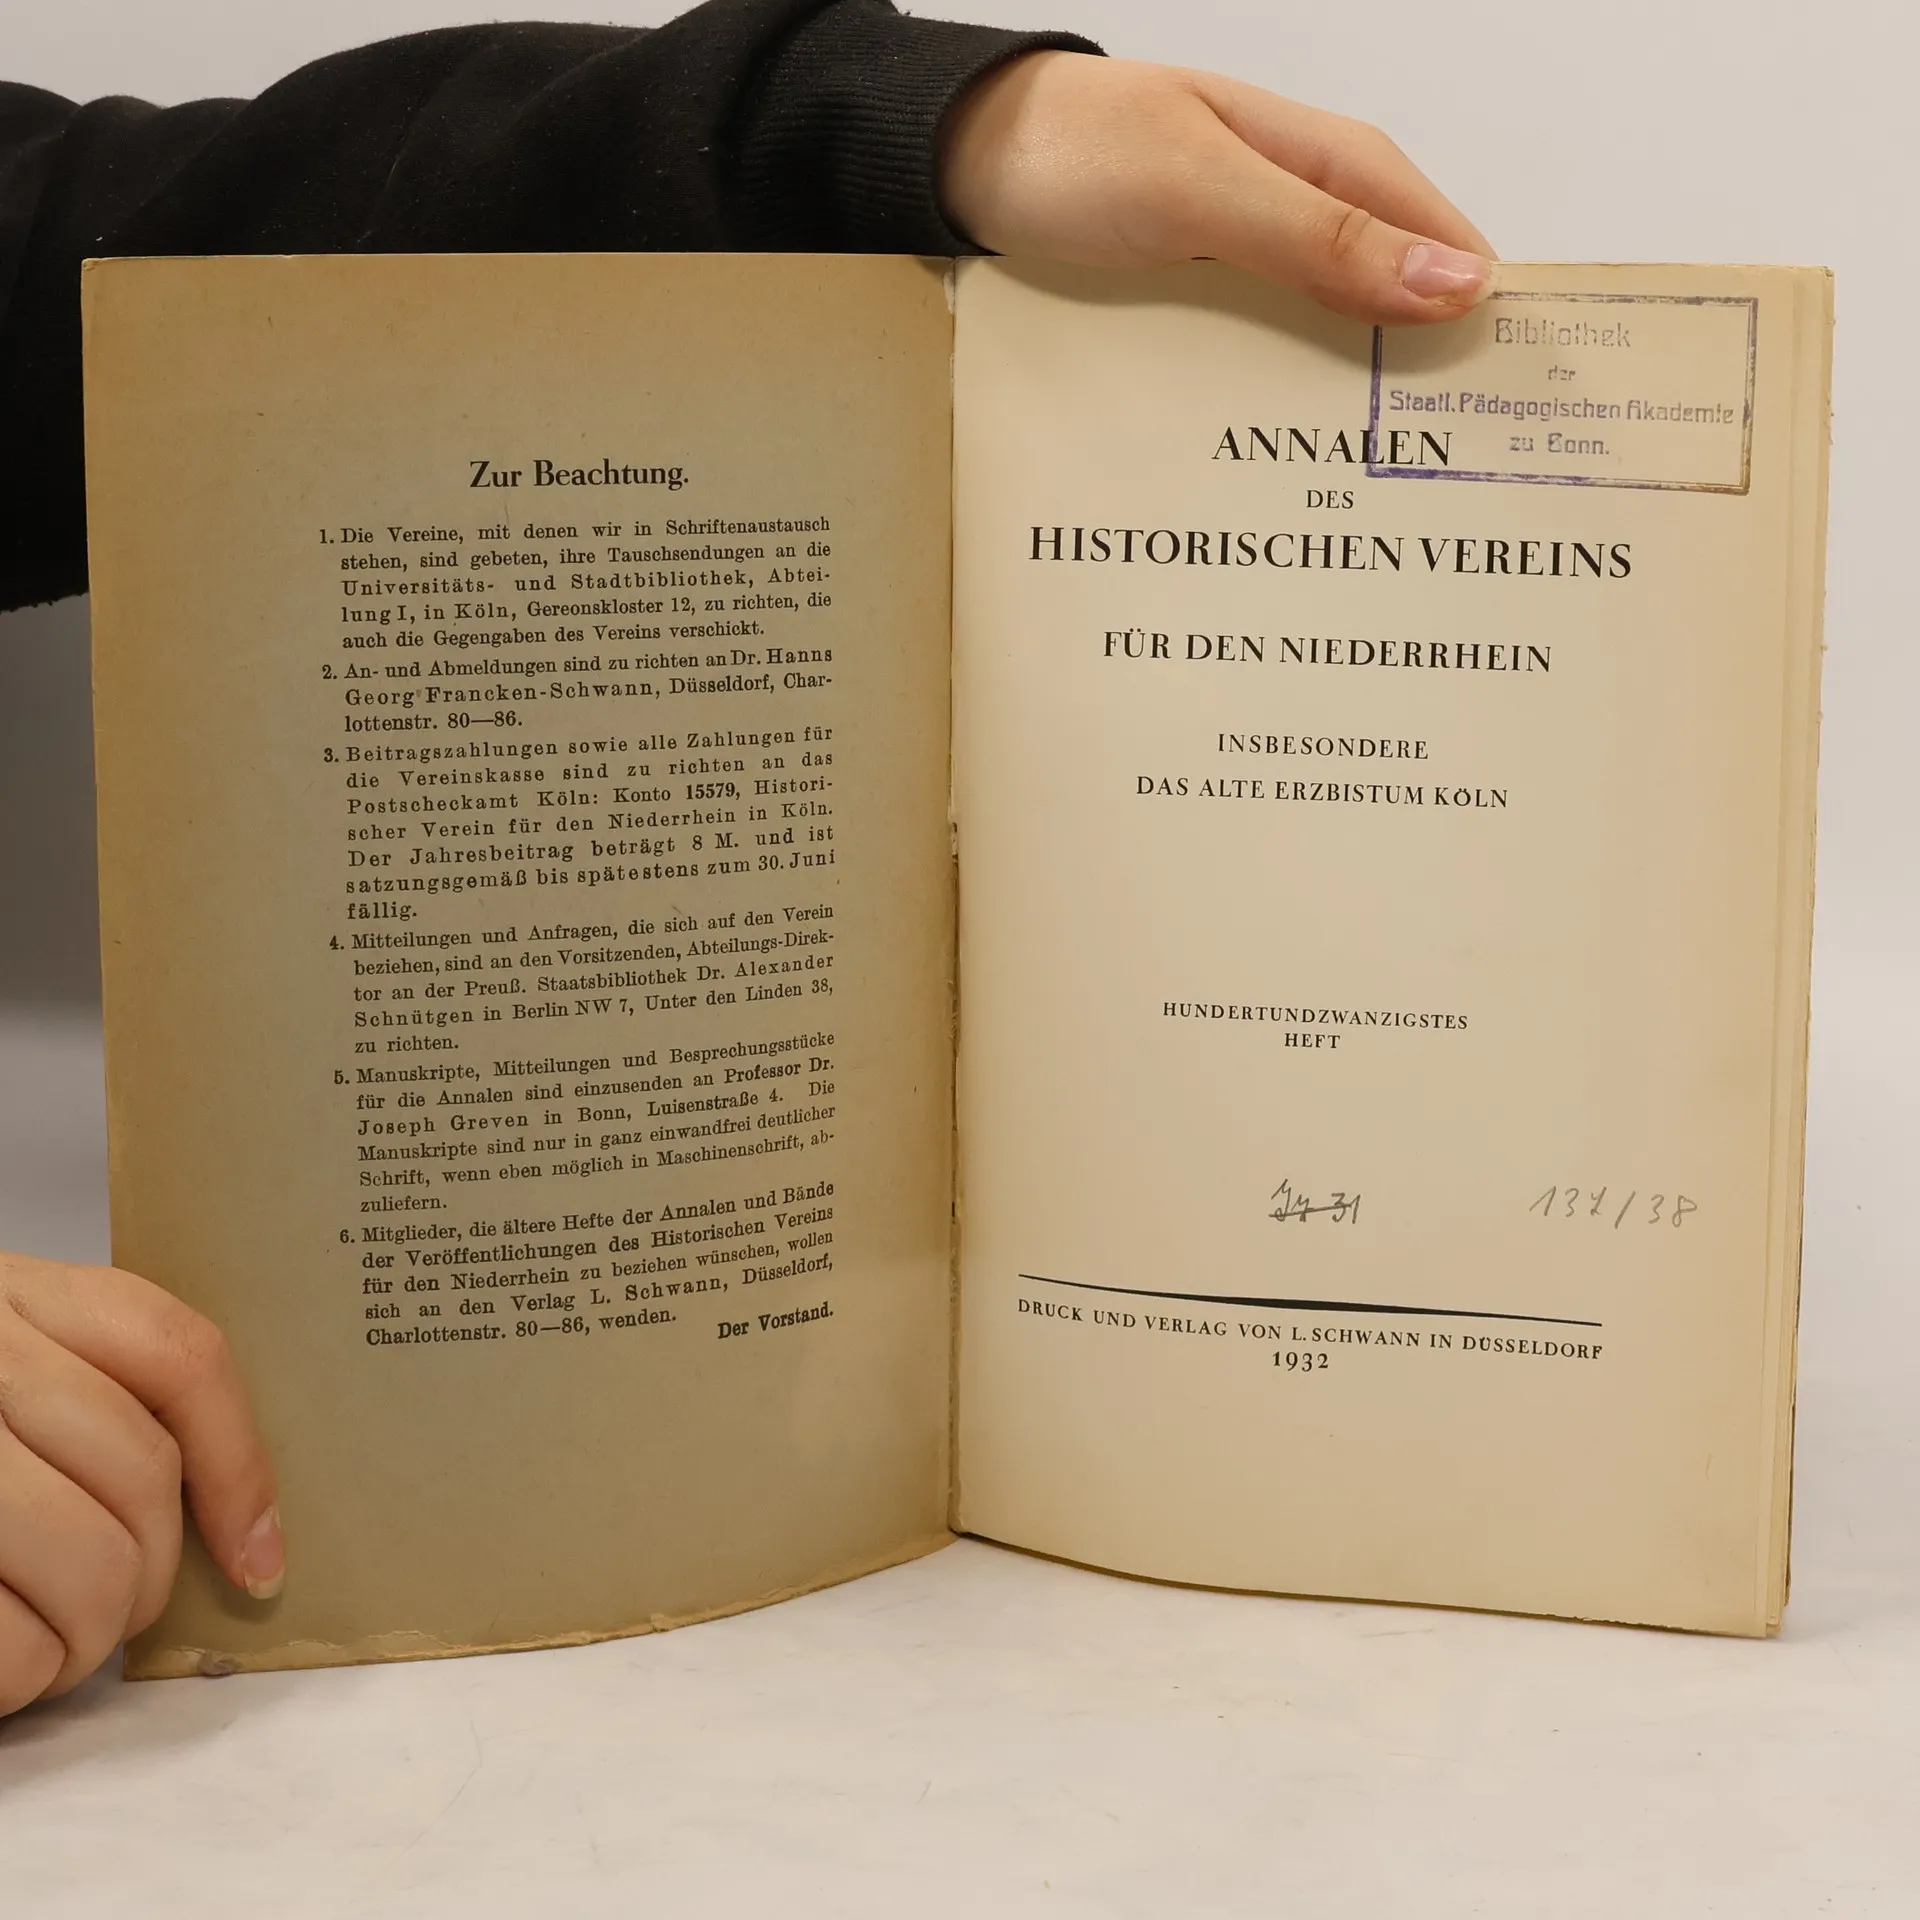 Zur Beachtung.
1. Die Vereine, mit denen wir in Schriftenaustausch
stehen, sind gebeten, ihre Tauschsendungen an die
Universitäts- und Stadtbibliothek, Abtei-
lung I, in Köln, Gereonskloster 12, zu richten, die
auch die Gegengaben des Vereins verschickt.
2. An- und Abmeldungen sind zu richten an Dr. Hanns
Georg Francken-Schwann, Düsseldorf, Char-
lottenstr. 80—86.
3. Beitragszahlungen sowie alle Zahlungen für
die Vereinskasse sind zu richten an das
Postscheckamt Köln: Konto 15579, Histori-
scher Verein für den Niederrhein in Köln.
Der Jahresbeitrag beträgt 8 M. und ist
satzungsgemäß bis spätestens zum 30. Juni
fällig.
4. Mitteilungen und Anfragen, die sich auf den Verein
beziehen, sind an den Vorsitzenden, Abteilungs-Direk-
tor an der Preuß. Staatsbibliothek Dr. Alexander
Schnütgen in Berlin NW 7, Unter den Linden 38,
zu richten.
5. Manuskripte, Mitteilungen und Besprechungsstücke
für die Annalen sind einzusenden an Professor Dr.
Joseph Greven in Bonn, Luisenstraße 4. Die
Manuskripte sind nur in ganz einwandfrei deutlicher
Schrift, wenn eben möglich in Maschinenschrift, ab-
zuliefern.
6. Mitglieder, die ältere Hefte der Annalen und Bände
der Veröffentlichungen des Historischen Vereins
für den Niederrhein zu beziehen wünschen, wollen
sich an den Verlag L. Schwann, Düsseldorf,
Charlottenstr. 80—86, wenden.
Der Vorstand.
Bibliothek
der
Staatl. Pädagogischen Akademie
zu Bonn.
ANNALEN
DES
HISTORISCHEN VEREINS
FÜR DEN NIEDERRHEIN
INSBESONDERE
DAS ALTE ERZBISTUM KÖLN
HUNDERTUNDZWANZIGSTES
HEFT
31
137/38
DRUCK UND VERLAG VON L. SCHWANN IN DÜSSELDORF
1932